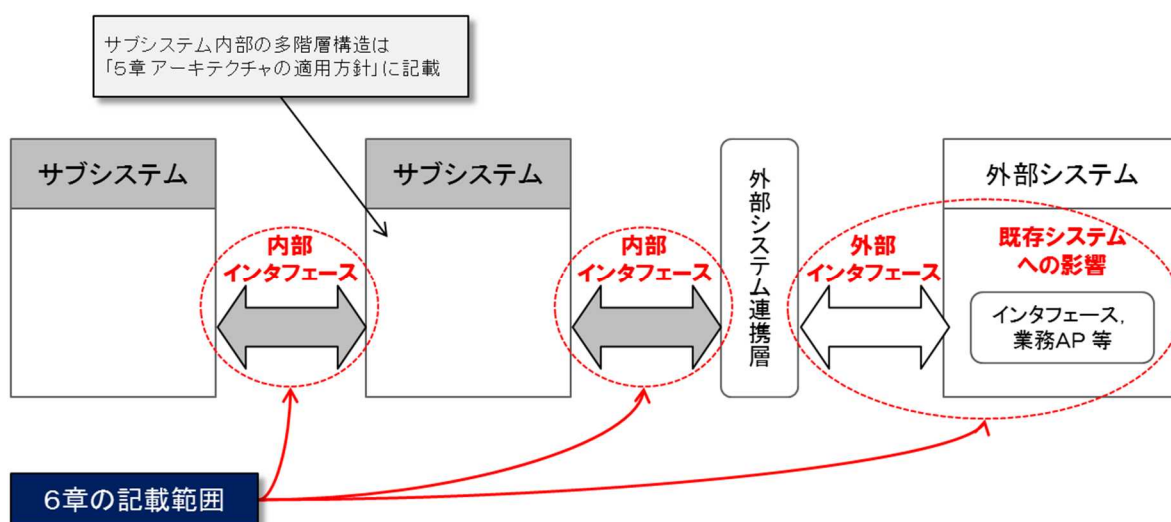 サブシステム内部の多階層構造は
「5章 アーキテクチャの適用方針」に記載
サブシステム
サブシステム
外部システム連携層
外部システム
内部
インタフェース
内部
インタフェース
外部
インタフェース
既存システム
への影響
インタフェース,
業務AP 等
6章の記載範囲